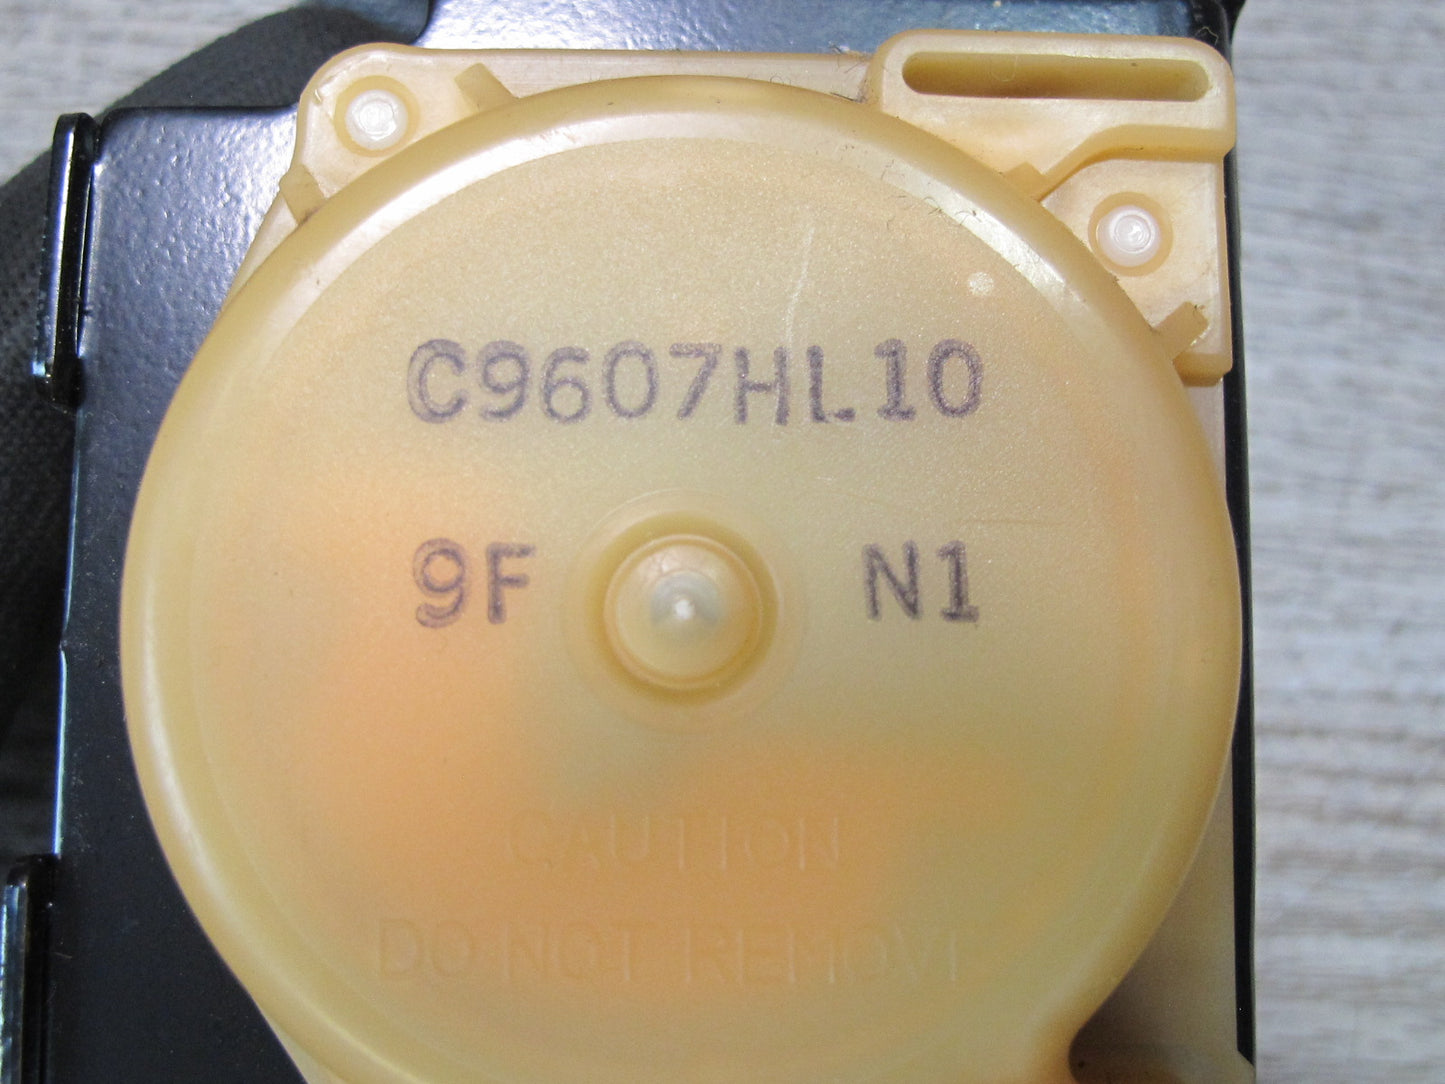 C9607HL10
9F N1
CAUTION
DO NOT REMOVE